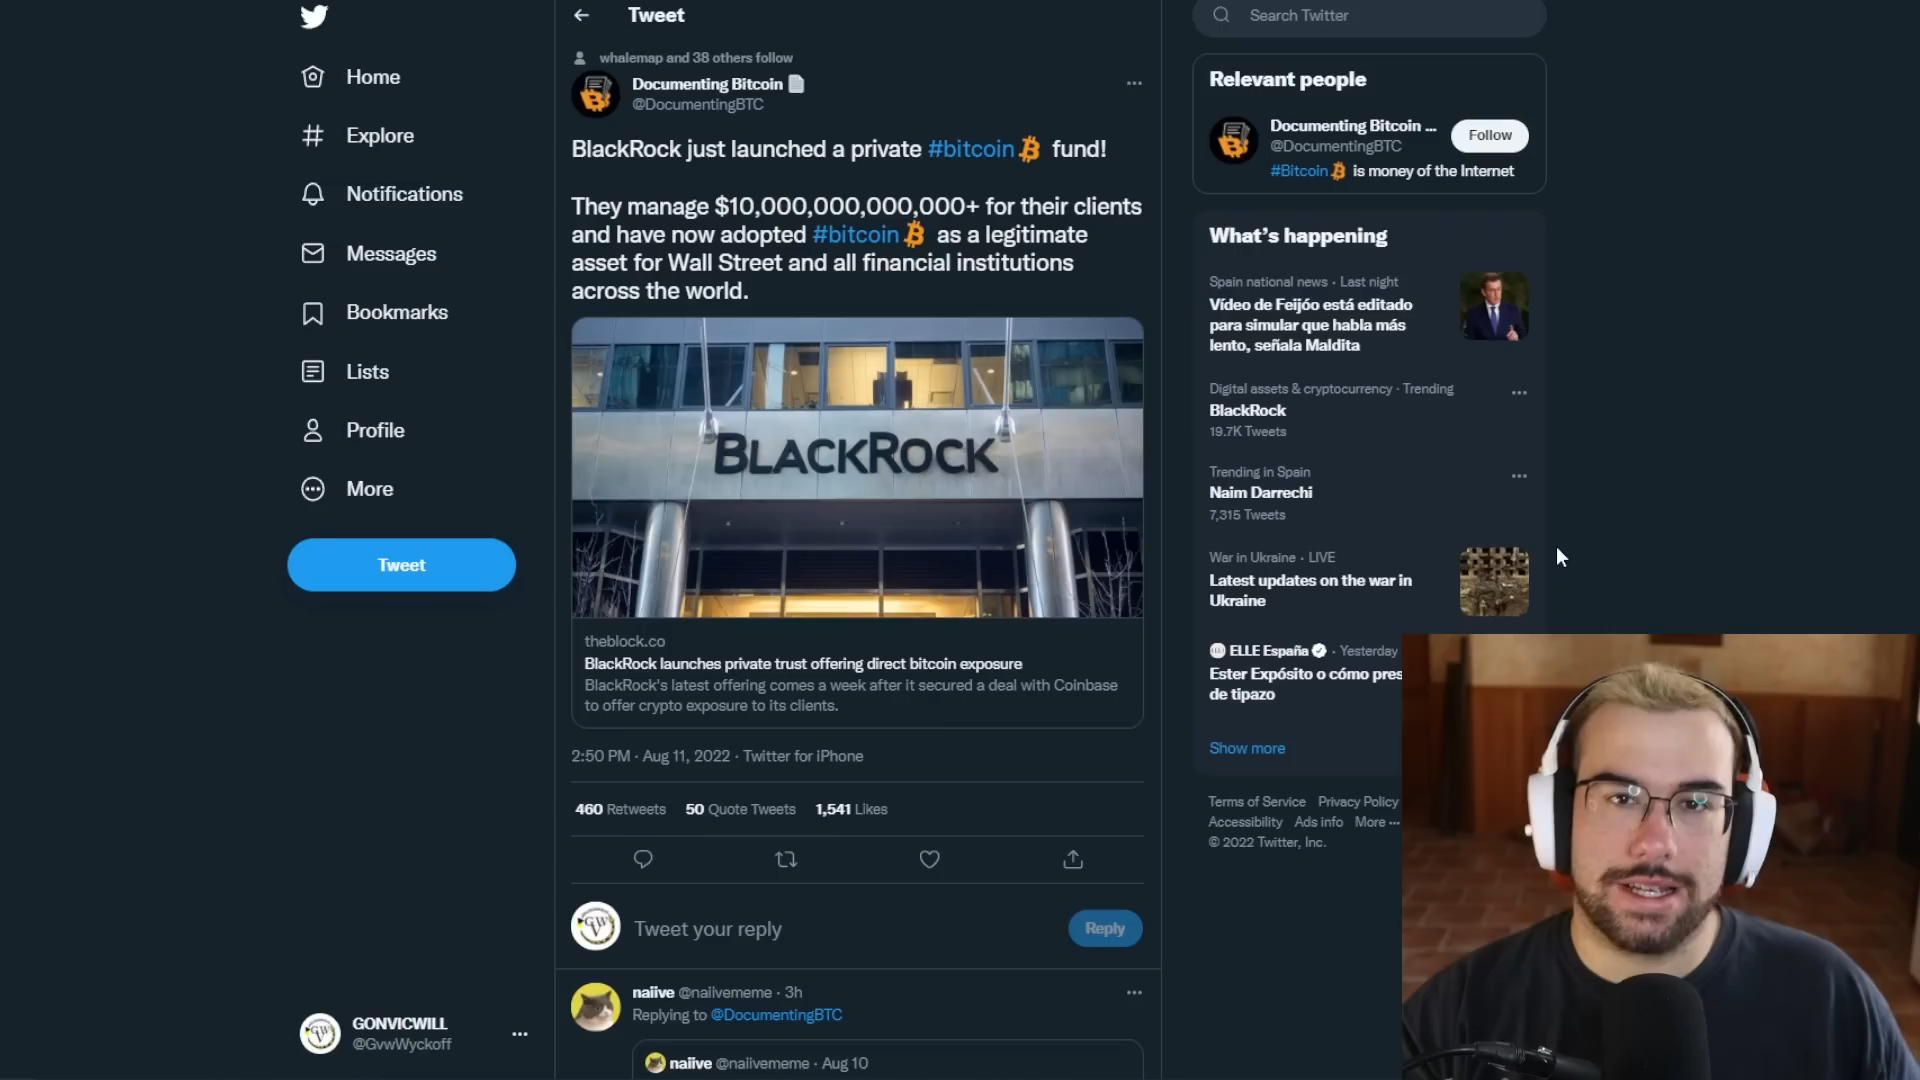 Home
Explore
Notifications
Messages
Bookmarks
Lists
Profile
More
Tweet
GONVICWILL
@GvwWyckoff
Tweet
whalemap and 38 others follow
Documenting Bitcoin
@DocumentingBTC
BlackRock just launched a private #bitcoin fund!
They manage $10,000,000,000,000+ for their clients
and have now adopted #bitcoin as a legitimate
asset for Wall Street and all financial institutions
across the world.
BLACKROCK
theblock.co
BlackRock launches private trust offering direct bitcoin exposure
BlackRock's latest offering comes a week after it secured a deal with Coinbase
to offer crypto exposure to its clients.
2:50 PM · Aug 11, 2022 · Twitter for iPhone
460 Retweets 50 Quote Tweets 1,541 Likes
Tweet your reply
Reply
naiive @naiivememe · 3h
Replying to @DocumentingBTC
naiive @naiivememe · Aug 10
Search Twitter
Relevant people
Documenting Bitcoin ...
@DocumentingBTC
Follow
#Bitcoin is money of the Internet
What's happening
Spain national news · Last night
Vídeo de Feijóo está editado
para simular que habla más
lento, señala Maldita
Digital assets & cryptocurrency · Trending
BlackRock
19.7K Tweets
Trending in Spain
Naim Darrechi
7,315 Tweets
War in Ukraine · LIVE
Latest updates on the war in
Ukraine
ELLE España · Yesterday
Ester Expósito o cómo pres
de tipazo
Show more
Terms of Service Privacy Policy
Accessibility Ads info More ...
© 2022 Twitter, Inc.